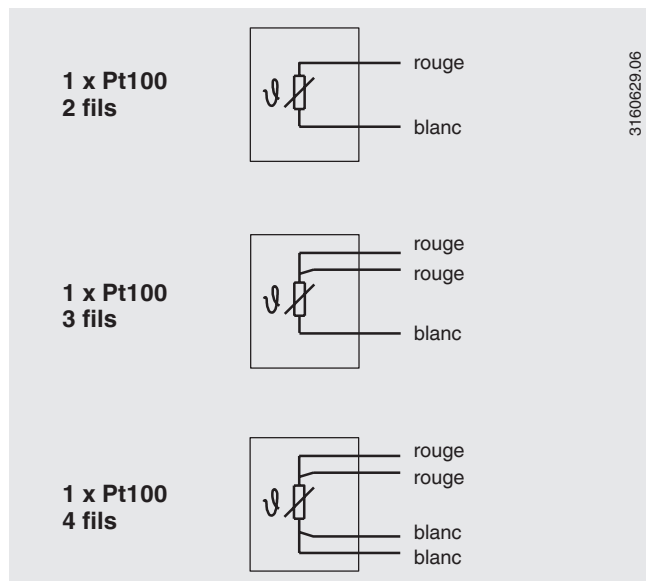 1 x Pt100
2 fils
rouge
blanc
ϑ
3160629.06
1 x Pt100
3 fils
rouge
rouge
blanc
ϑ
1 x Pt100
4 fils
rouge
rouge
blanc
blanc
ϑ